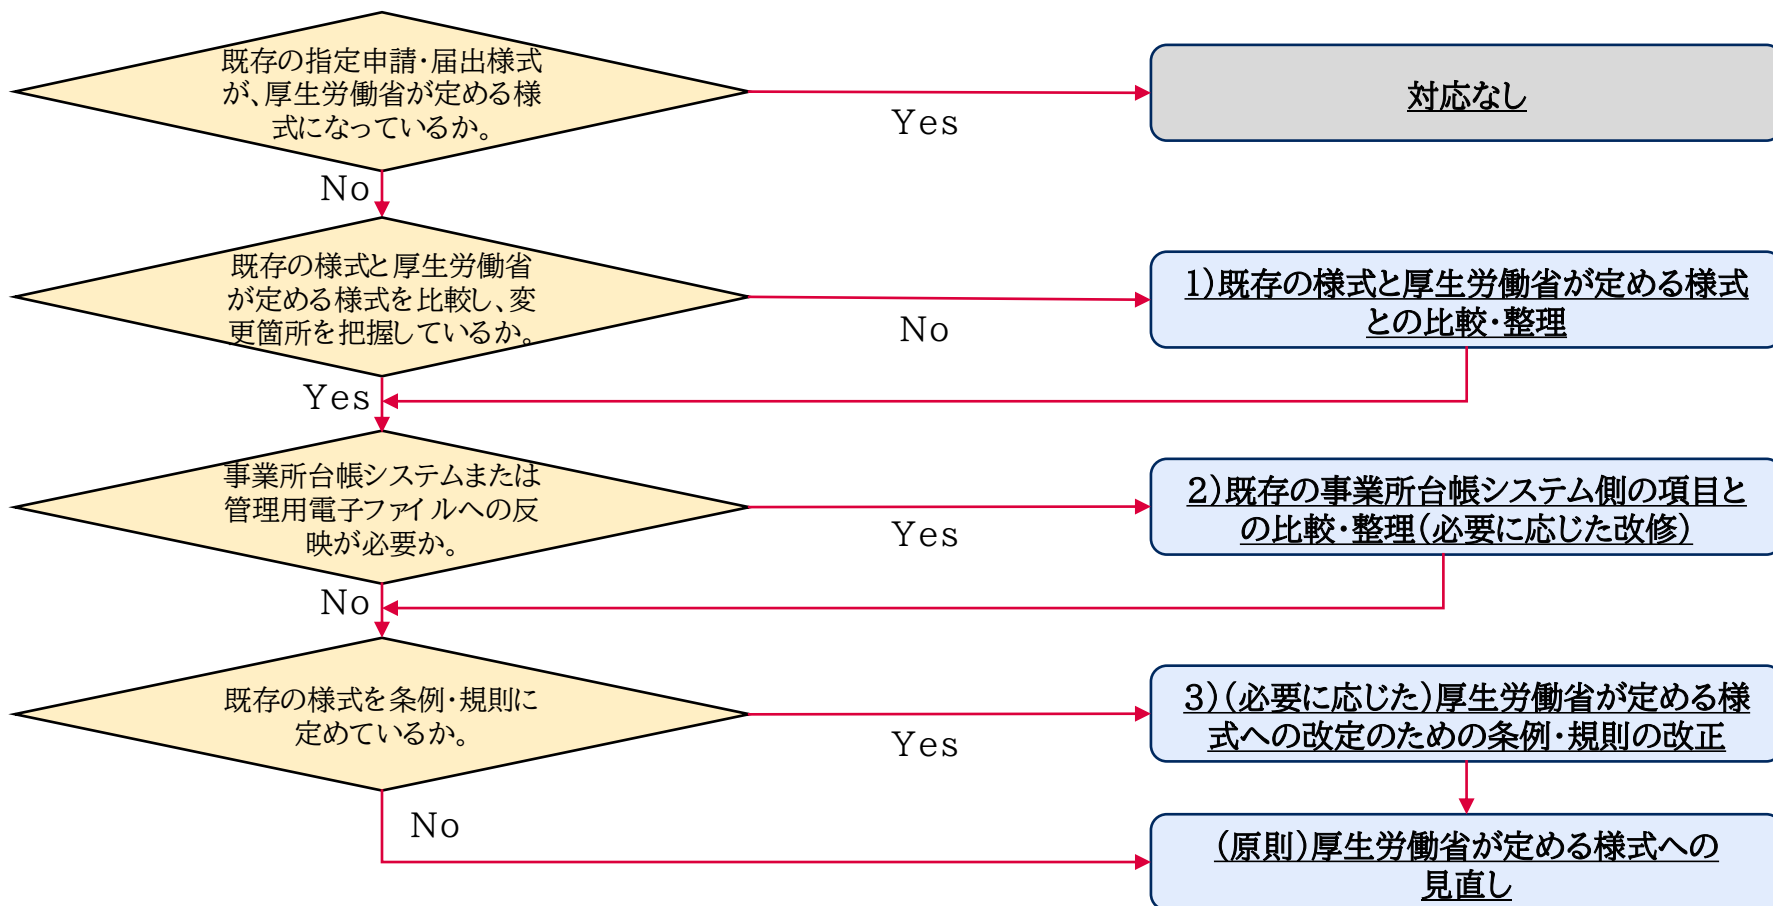 既存の指定申請・届出様式
が、厚生労働省が定める様
式になっているか。
Yes
対応なし
No
既存の様式と厚生労働省
が定める様式を比較し、変
更箇所を把握しているか。
No
1)既存の様式と厚生労働省が定める様式
との比較・整理
Yes
事業所台帳システムまたは
管理用電子ファイルへの反
映が必要か。
Yes
2)既存の事業所台帳システム側の項目と
の比較・整理(必要に応じた改修)
No
既存の様式を条例・規則に
定めているか。
Yes
3)(必要に応じた)厚生労働省が定める様
式への改定のための条例・規則の改正
No
(原則)厚生労働省が定める様式への
見直し